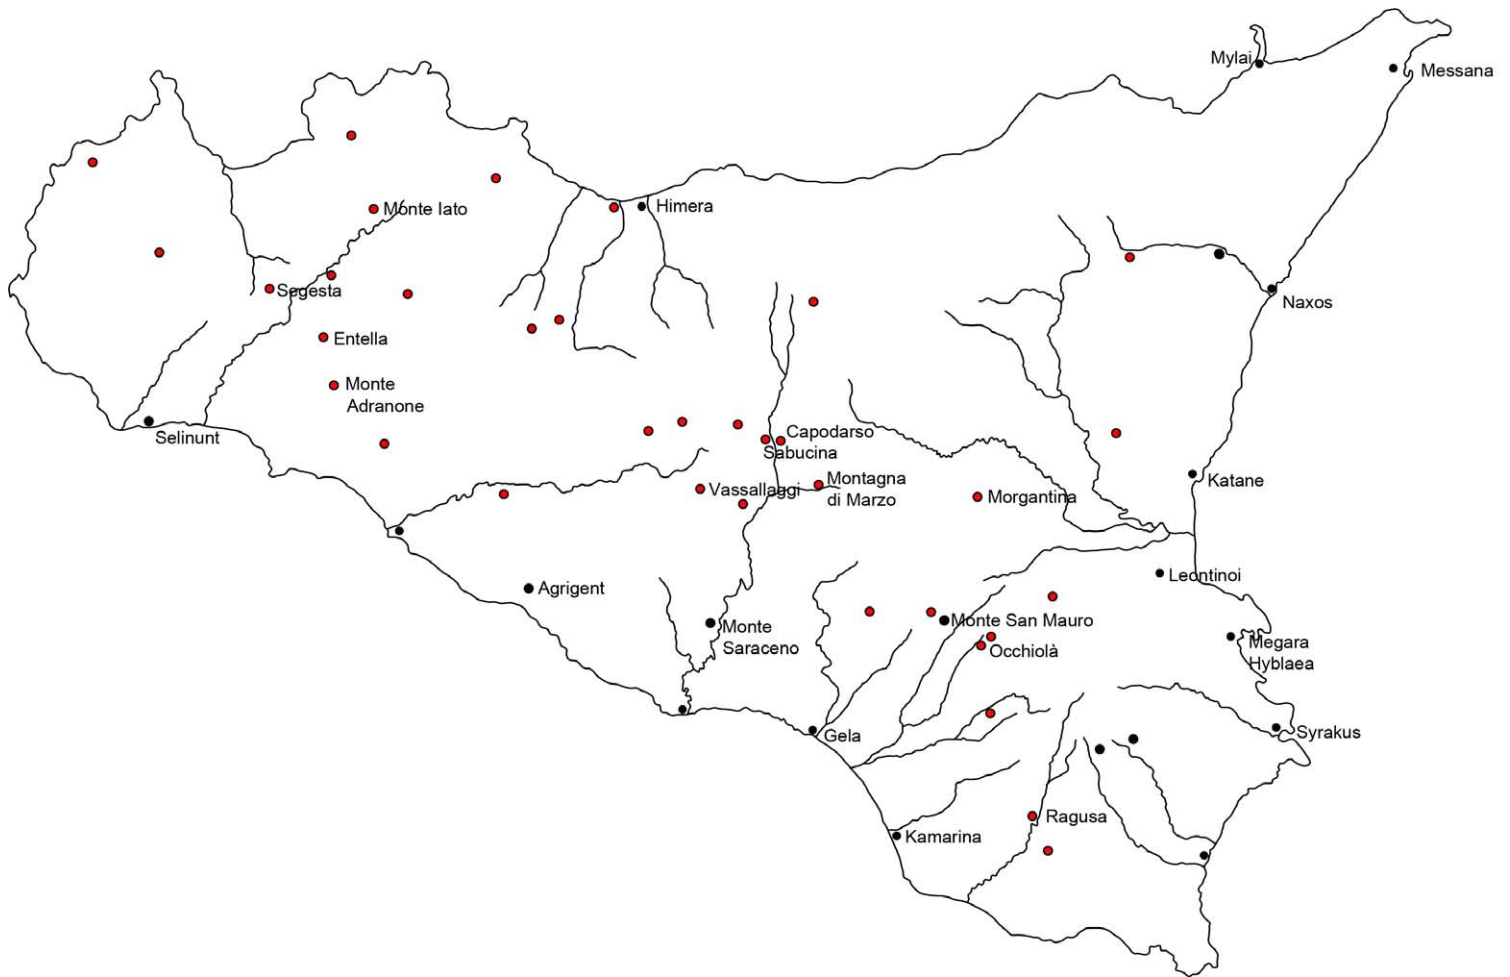 Mylai
Messana
Monte Iato
Himera
Segesta
Naxos
Entella
Monte
Adranone
Selinunt
Capodarso
Sabucina
Vassallaggi
Montagna
di Marzo
Morgantina
Katane
Leontinoi
Agrigent
Monte
Saraceno
Monte San Mauro
Occhiolà
Megara
Hyblaea
Gela
Syrakus
Ragusa
Kamarina